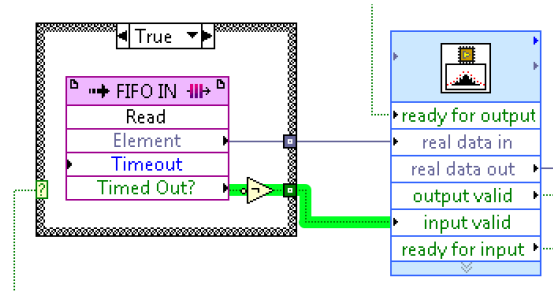 True
FIFO IN
Read
Element
Timeout
Timed Out?
?
ready for output
real data in
real data out
output valid
input valid
ready for input